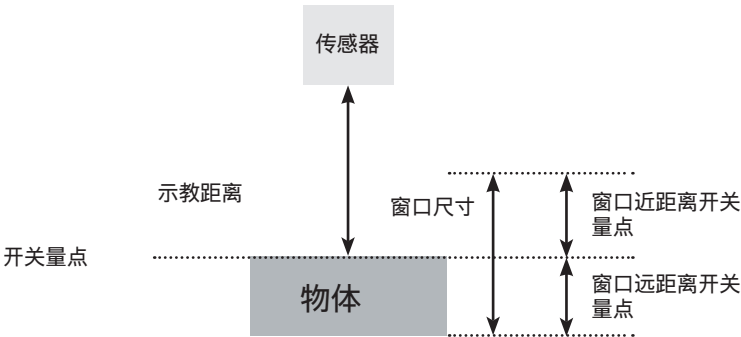 传感器
示教距离
窗口尺寸
窗口近距离开关
量点
开关量点
物体
窗口远距离开关
量点